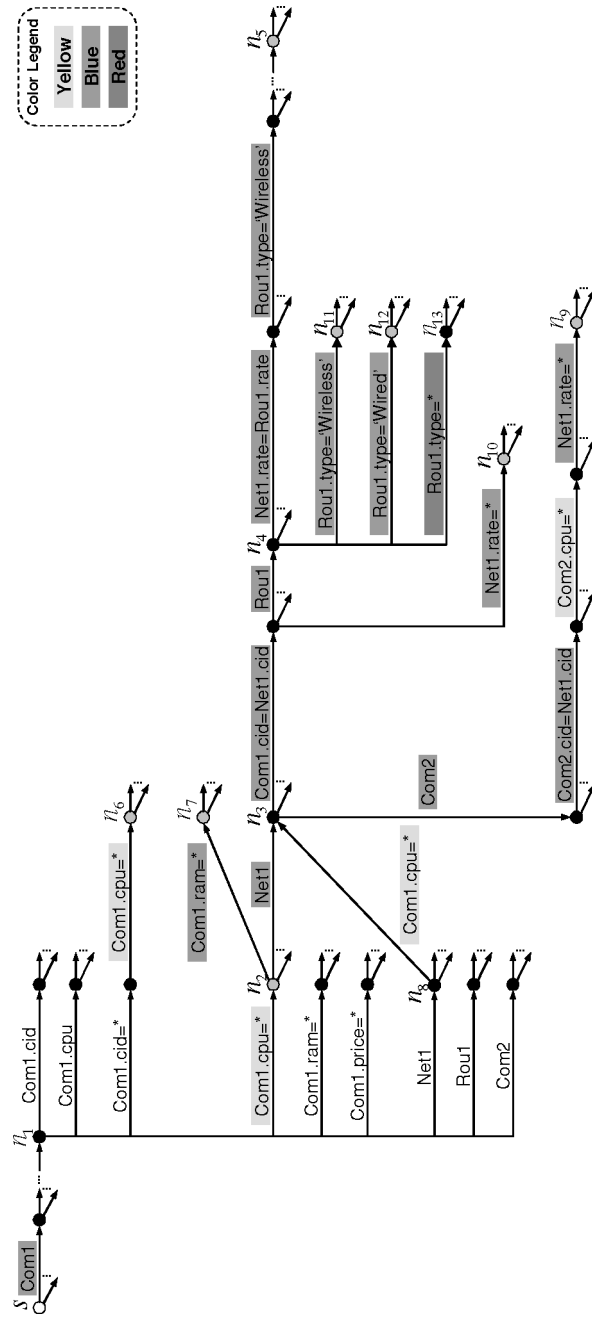 Color Legend
Yellow
Blue
Red
s
Com1
...
...
...
n1
Com1.cid
...
Com1.cpu
...
Com1.cid=*
Com1.cpu=*
n6
...
Com1.cpu=*
n2
Com1.ram=*
n7
...
Com1.ram=*
...
Com1.price=*
...
Net1
n8
...
Rou1
...
Com2
...
Net1
n3
...
Com1.cpu=*
Com2
Com1.cid=Net1.cid
...
Rou1
n4
...
Net1.rate=Rou1.rate
...
Rou1.type='Wireless'
...
...
n5
...
Rou1.type='Wireless'
n11
...
Rou1.type='Wired'
n12
...
Rou1.type=*
n13
...
Net1.rate=*
n10
...
Com2.cid=Net1.cid
...
Com2.cpu=*
...
Net1.rate=*
n9
...